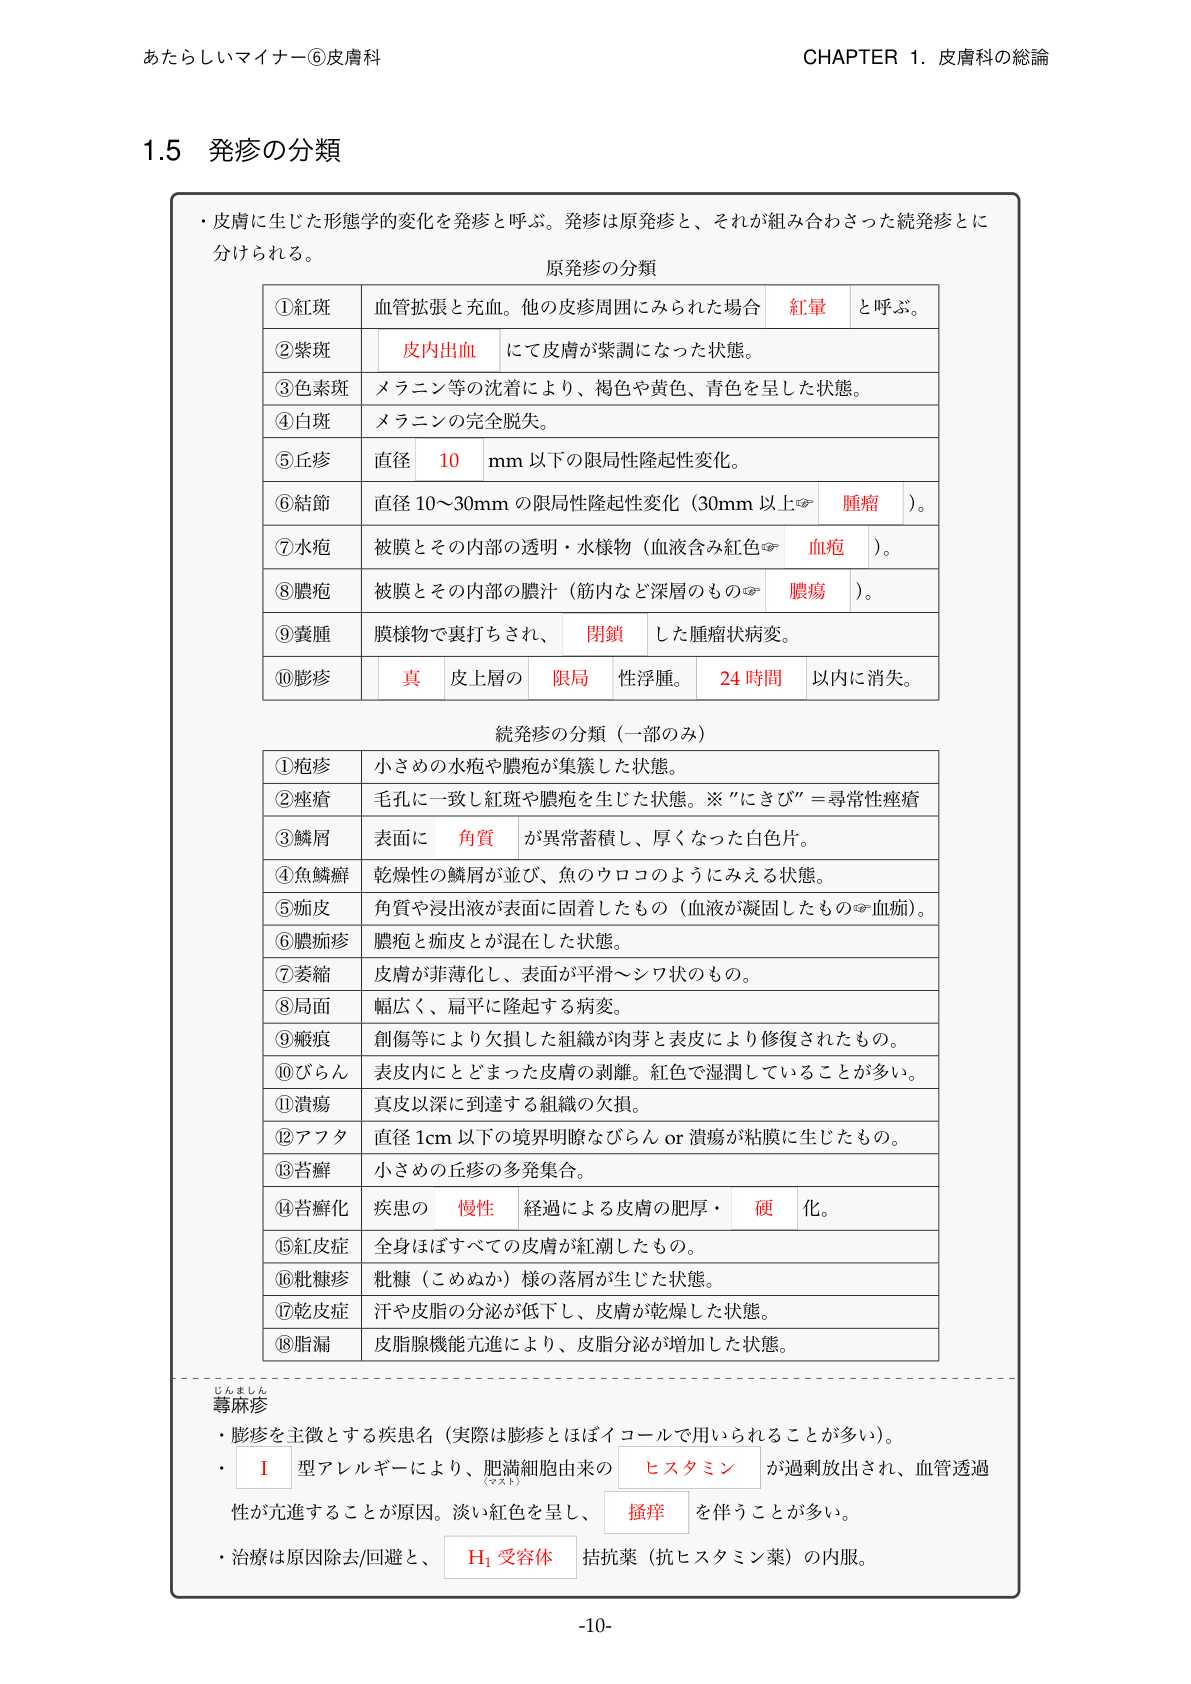 あたらしいマイナー⑥皮膚科
CHAPTER 1. 皮膚科の総論
1.5 発疹の分類
・皮膚に生じた形態学的変化を発疹と呼ぶ。発疹は原発疹と、それが組み合わさった続発疹とに
分けられる。
原発疹の分類
①紅斑 血管拡張と充血。他の皮疹周囲にみられた場合 紅暈 と呼ぶ。
②紫斑 皮内出血 にて皮膚が紫調になった状態。
③色素斑 メラニン等の沈着により、褐色や黄色、青色を呈した状態。
④白斑 メラニンの完全脱失。
⑤丘疹 直径 10 mm 以下の限局性隆起性変化。
⑥結節 直径 10〜30mm の限局性隆起性変化（30mm 以上☞ 腫瘤 ）。
⑦水疱 被膜とその内部の透明・水様物（血液含み紅色☞ 血疱 ）。
⑧膿疱 被膜とその内部の膿汁（筋内など深層のもの☞ 膿瘍 ）。
⑨嚢腫 膜様物で裏打ちされ、 閉鎖 した腫瘤状病変。
⑩膨疹 真 皮上層の 限局 性浮腫。 24 時間 以内に消失。
続発疹の分類（一部のみ）
①疱疹 小さめの水疱や膿疱が集簇した状態。
②痤瘡 毛孔に一致し紅斑や膿疱を生じた状態。※ ”にきび” ＝尋常性痤瘡
③鱗屑 表面に 角質 が異常蓄積し、厚くなった白色片。
④魚鱗癬 乾燥性の鱗屑が並び、魚のウロコのようにみえる状態。
⑤痂皮 角質や浸出液が表面に固着したもの（血液が凝固したもの☞血痂）。
⑥膿痂疹 膿疱と痂皮とが混在した状態。
⑦萎縮 皮膚が菲薄化し、表面が平滑〜シワ状のもの。
⑧局面 幅広く、扁平に隆起する病変。
⑨瘢痕 創傷等により欠損した組織が肉芽と表皮により修復されたもの。
⑩びらん 表皮内にとどまった皮膚の剥離。紅色で湿潤していることが多い。
⑪潰瘍 真皮以深に到達する組織の欠損。
⑫アフタ 直径 1cm 以下の境界明瞭なびらん or 潰瘍が粘膜に生じたもの。
⑬苔癬 小さめの丘疹の多発集合。
⑭苔癬化 疾患の 慢性 経過による皮膚の肥厚・ 硬 化。
⑮紅皮症 全身ほぼすべての皮膚が紅潮したもの。
⑯粃糠疹 粃糠（こめぬか）様の落屑が生じた状態。
⑰乾皮症 汗や皮脂の分泌が低下し、皮膚が乾燥した状態。
⑱脂漏 皮脂腺機能亢進により、皮脂分泌が増加した状態。
じんましん
蕁麻疹
・膨疹を主徴とする疾患名（実際は膨疹とほぼイコールで用いられることが多い）。
・ I 型アレルギーにより、肥満細胞由来の ヒスタミン が過剰放出され、血管透過
〈マスト〉
性が亢進することが原因。淡い紅色を呈し、 掻痒 を伴うことが多い。
・治療は原因除去/回避と、 H₁ 受容体 拮抗薬（抗ヒスタミン薬）の内服。
-10-